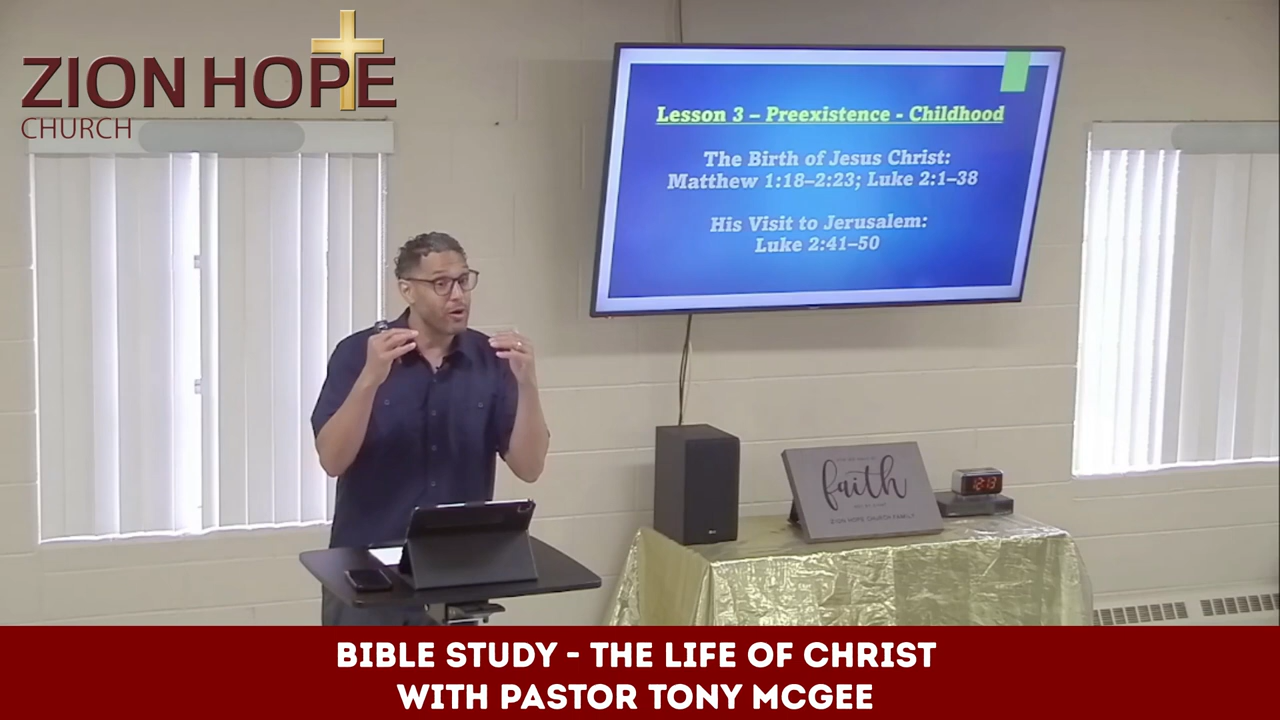 ZION HOPE
CHURCH
Lesson 3 – Preexistence - Childhood
The Birth of Jesus Christ:
Matthew 1:18–2:23; Luke 2:1–38
His Visit to Jerusalem:
Luke 2:41–50
faith
ZION HOPE CHURCH FAMILY
12:13
BIBLE STUDY - THE LIFE OF CHRIST
WITH PASTOR TONY MCGEE